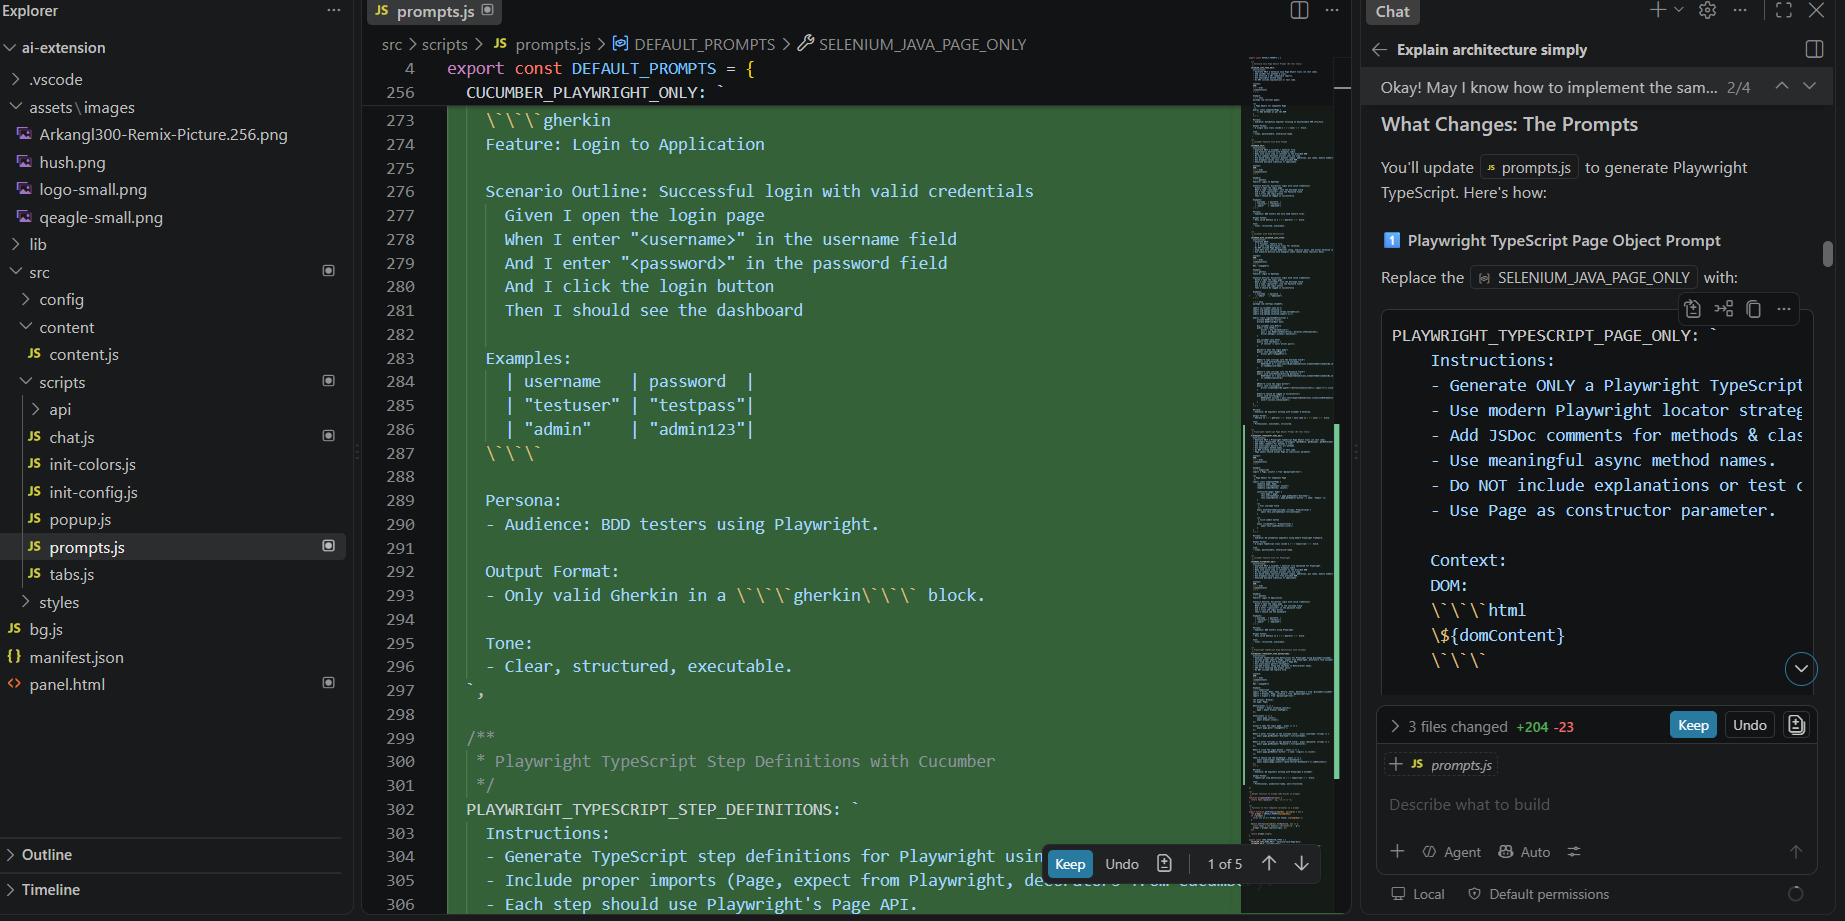 Explorer
ai-extension
.vscode
assets\images
Arkangl300-Remix-Picture.256.png
hush.png
logo-small.png
qeagle-small.png
lib
src
config
content
JS content.js
scripts
api
JS chat.js
JS init-colors.js
JS init-config.js
JS popup.js
JS prompts.js
JS tabs.js
styles
JS bg.js
{} manifest.json
<> panel.html
Outline
Timeline
JS prompts.js
src > scripts > JS prompts.js > DEFAULT_PROMPTS > SELENIUM_JAVA_PAGE_ONLY
4 export const DEFAULT_PROMPTS = {
256 CUCUMBER_PLAYWRIGHT_ONLY: `
273 \`\`\`gherkin
274 Feature: Login to Application
275
276 Scenario Outline: Successful login with valid credentials
277 Given I open the login page
278 When I enter "<username>" in the username field
279 And I enter "<password>" in the password field
280 And I click the login button
281 Then I should see the dashboard
282
283 Examples:
284 | username | password |
285 | "testuser" | "testpass"|
286 | "admin" | "admin123"|
287 \`\`\`
288
289 Persona:
290 - Audience: BDD testers using Playwright.
291
292 Output Format:
293 - Only valid Gherkin in a \`\`\`gherkin\`\`\` block.
294
295 Tone:
296 - Clear, structured, executable.
297 `,
298
299 /**
300 * Playwright TypeScript Step Definitions with Cucumber
301 */
302 PLAYWRIGHT_TYPESCRIPT_STEP_DEFINITIONS: `
303 Instructions:
304 - Generate TypeScript step definitions for Playwright usin
305 - Include proper imports (Page, expect from Playwright,
306 - Each step should use Playwright's Page API.
Keep Undo 1 of 5
Chat
Explain architecture simply
Okay! May I know how to implement the sam... 2/4
What Changes: The Prompts
You'll update JS prompts.js to generate Playwright
TypeScript. Here's how:
1 Playwright TypeScript Page Object Prompt
Replace the SELENIUM_JAVA_PAGE_ONLY with:
PLAYWRIGHT_TYPESCRIPT_PAGE_ONLY: `
Instructions:
- Generate ONLY a Playwright TypeScript
- Use modern Playwright locator strateg
- Add JSDoc comments for methods & clas
- Use meaningful async method names.
- Do NOT include explanations or test c
- Use Page as constructor parameter.
Context:
DOM:
\`\`\`html
\${domContent}
\`\`\`
3 files changed +204 -23 Keep Undo
JS prompts.js
Describe what to build
Agent Auto
Local Default permissions